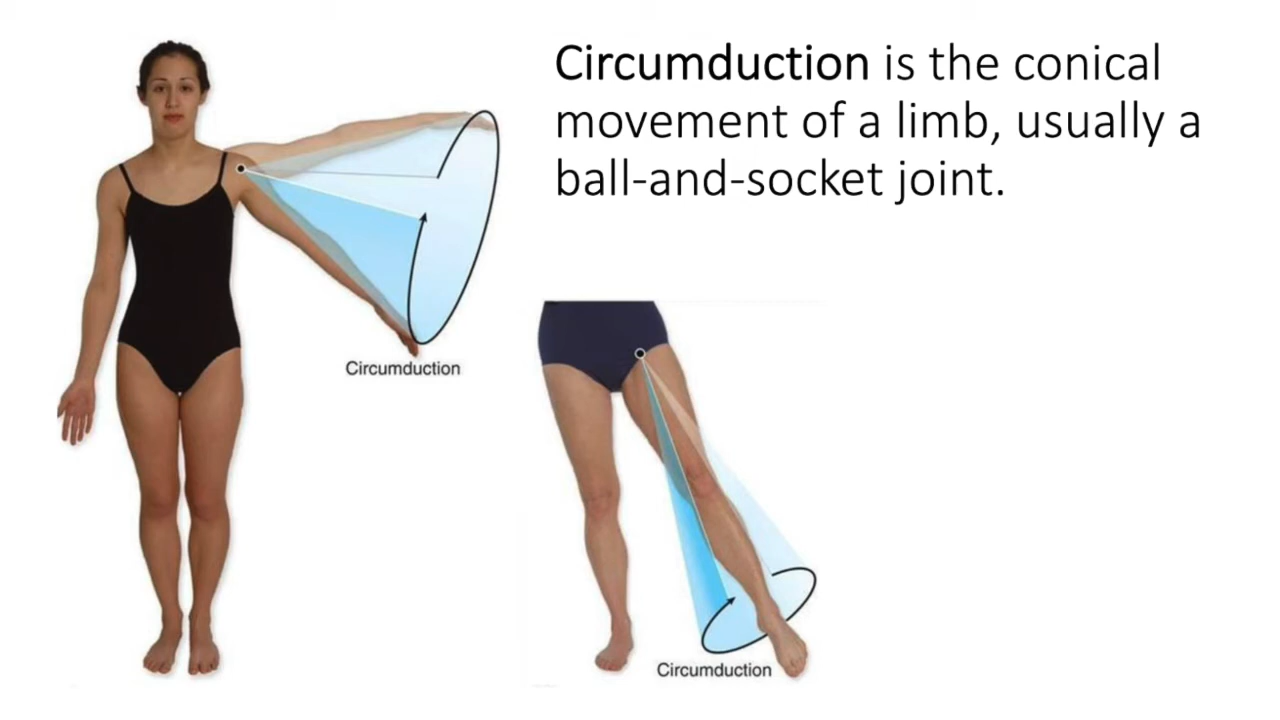 Circumduction is the conical
movement of a limb, usually a
ball-and-socket joint.
Circumduction
Circumduction